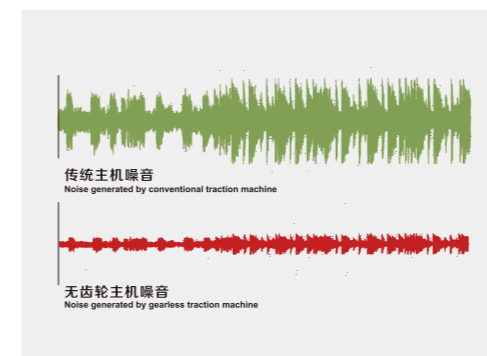 传统主机噪音
Noise generated by conventional traction machine
无齿轮主机噪音
Noise generated by gearless traction machine